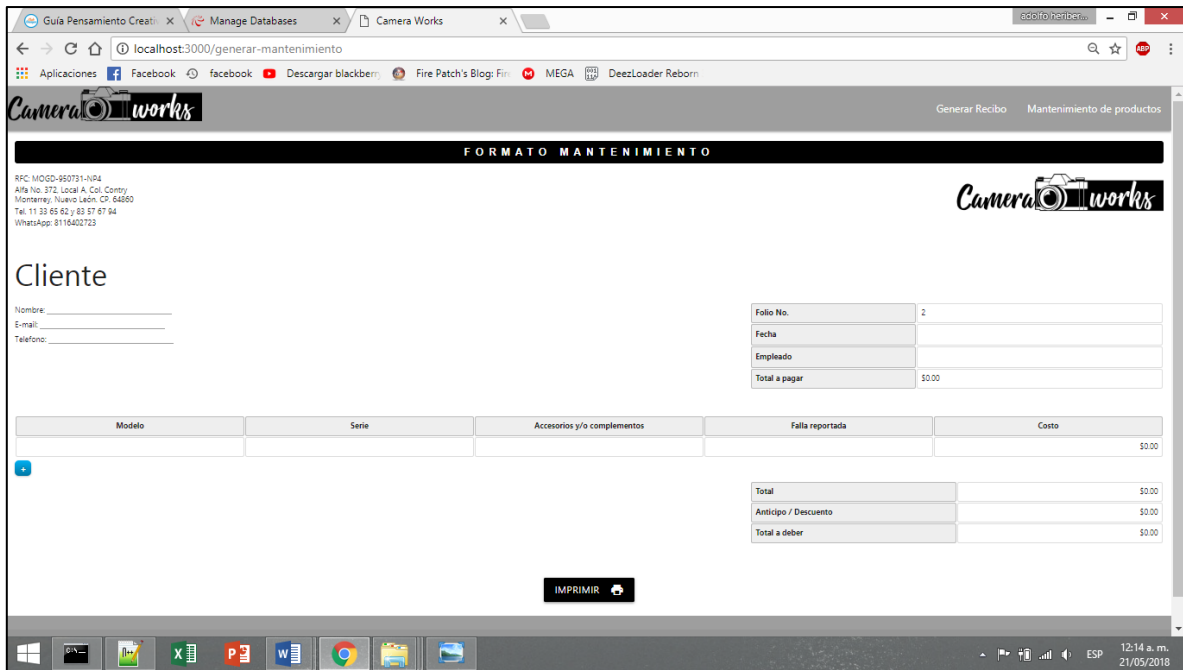 Guía Pensamiento Creativ
Manage Databases
Camera Works
adolfo heriber...
localhost:3000/generar-mantenimiento
ABP
Aplicaciones
Facebook
facebook
Descargar blackberr
Fire Patch's Blog: Fir
MEGA
DeezLoader Reborn
Camera works
Generar Recibo
Mantenimiento de productos
FORMATO MANTENIMIENTO
RFC: MOGD-950731-NP4
Alfa No. 372. Local A, Col. Contry
Monterrey, Nuevo León. CP. 64860
Tel. 11 33 65 62 y 83 57 67 94
WhatsApp: 8116402723
Camera works
Cliente
Nombre:
E-mail:
Telefono:
Folio No. 2
Fecha
Empleado
Total a pagar $0.00
Modelo Serie Accesorios y/o complementos Falla reportada Costo
$0.00
+
Total $0.00
Anticipo / Descuento $0.00
Total a deber $0.00
IMPRIMIR
ESP
12:14 a. m.
21/05/2018